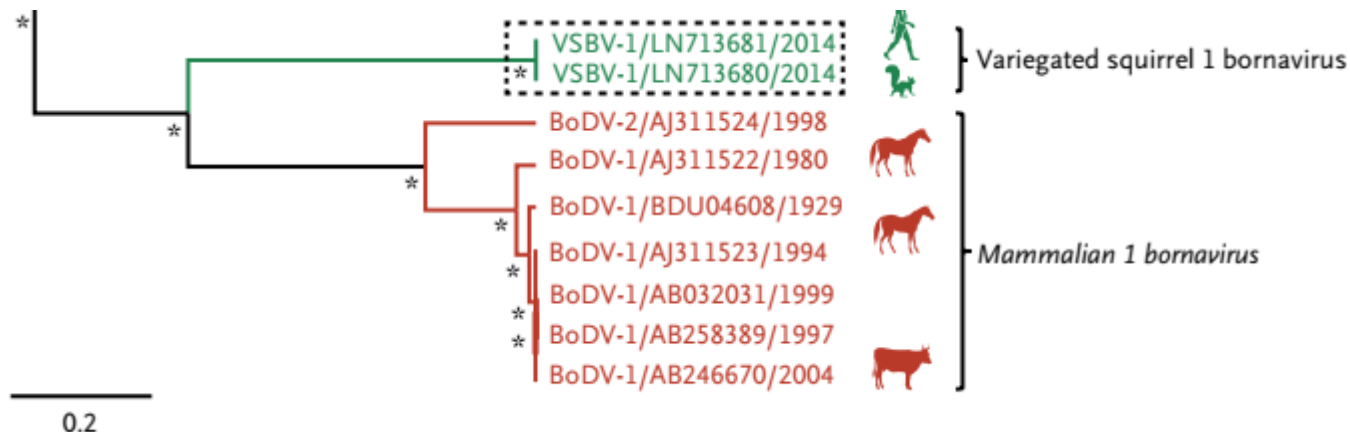 *
VSBV-1/LN713681/2014
* VSBV-1/LN713680/2014
Variegated squirrel 1 bornavirus
*
BoDV-2/AJ311524/1998
BoDV-1/AJ311522/1980
*
BoDV-1/BDU04608/1929
*
BoDV-1/AJ311523/1994
Mammalian 1 bornavirus
*
BoDV-1/AB032031/1999
*
BoDV-1/AB258389/1997
*
BoDV-1/AB246670/2004
0.2